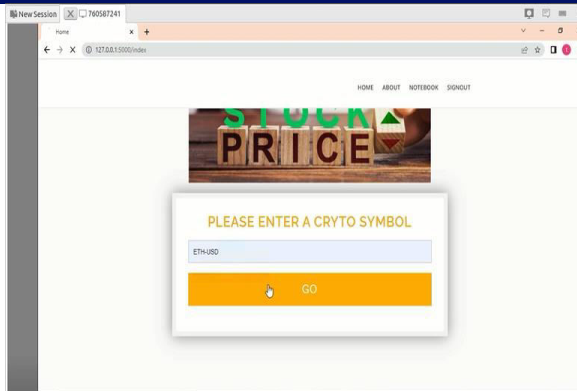 New Session X 760587241
Home x +
127.0.0.1:5000/index
HOME ABOUT NOTEBOOK SIGNOUT
STOCK
PRICE
PLEASE ENTER A CRYTO SYMBOL
ETH-USD
GO